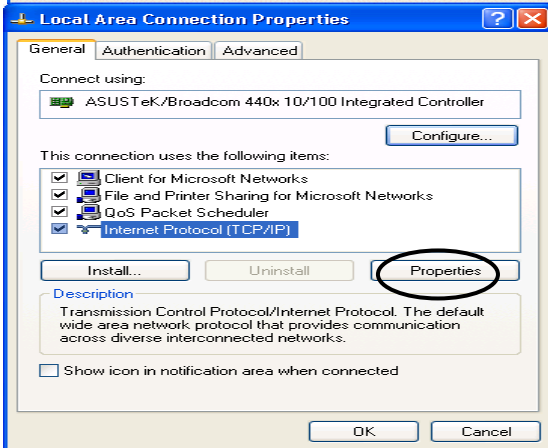 Local Area Connection Properties
General Authentication Advanced
Connect using:
ASUSTeK/Broadcom 440x 10/100 Integrated Controller
Configure...
This connection uses the following items:
Client for Microsoft Networks
File and Printer Sharing for Microsoft Networks
QoS Packet Scheduler
Internet Protocol (TCP/IP)
Install... Uninstall Properties
Description
Transmission Control Protocol/Internet Protocol. The default
wide area network protocol that provides communication
across diverse interconnected networks.
Show icon in notification area when connected
OK Cancel